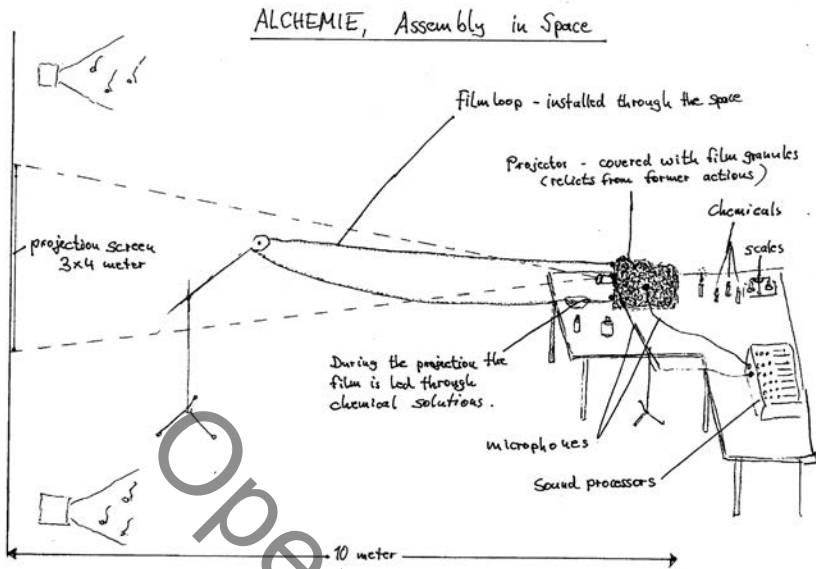 ALCHEMIE, Assembly in Space
Filmloop - installed through the space
Projector - covered with film granules
(relicts from former actions)
Chemicals
scales
projection screen
3x4 meter
During the projection the
film is led through
chemical solutions.
microphones
Sound processors
10 meter
Ope